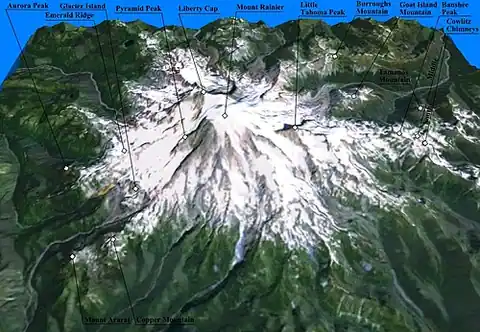 Aurora Peak
Glacier Island
Emerald Ridge
Pyramid Peak
Liberty Cap
Mount Rainier
Little
Tahoma Peak
Burroughs
Mountain
Goat Island
Mountain
Banshee
Peak
Cowlitz
Chimneys
Tamanos
Mountain
Mount Ararat
Copper Mountain